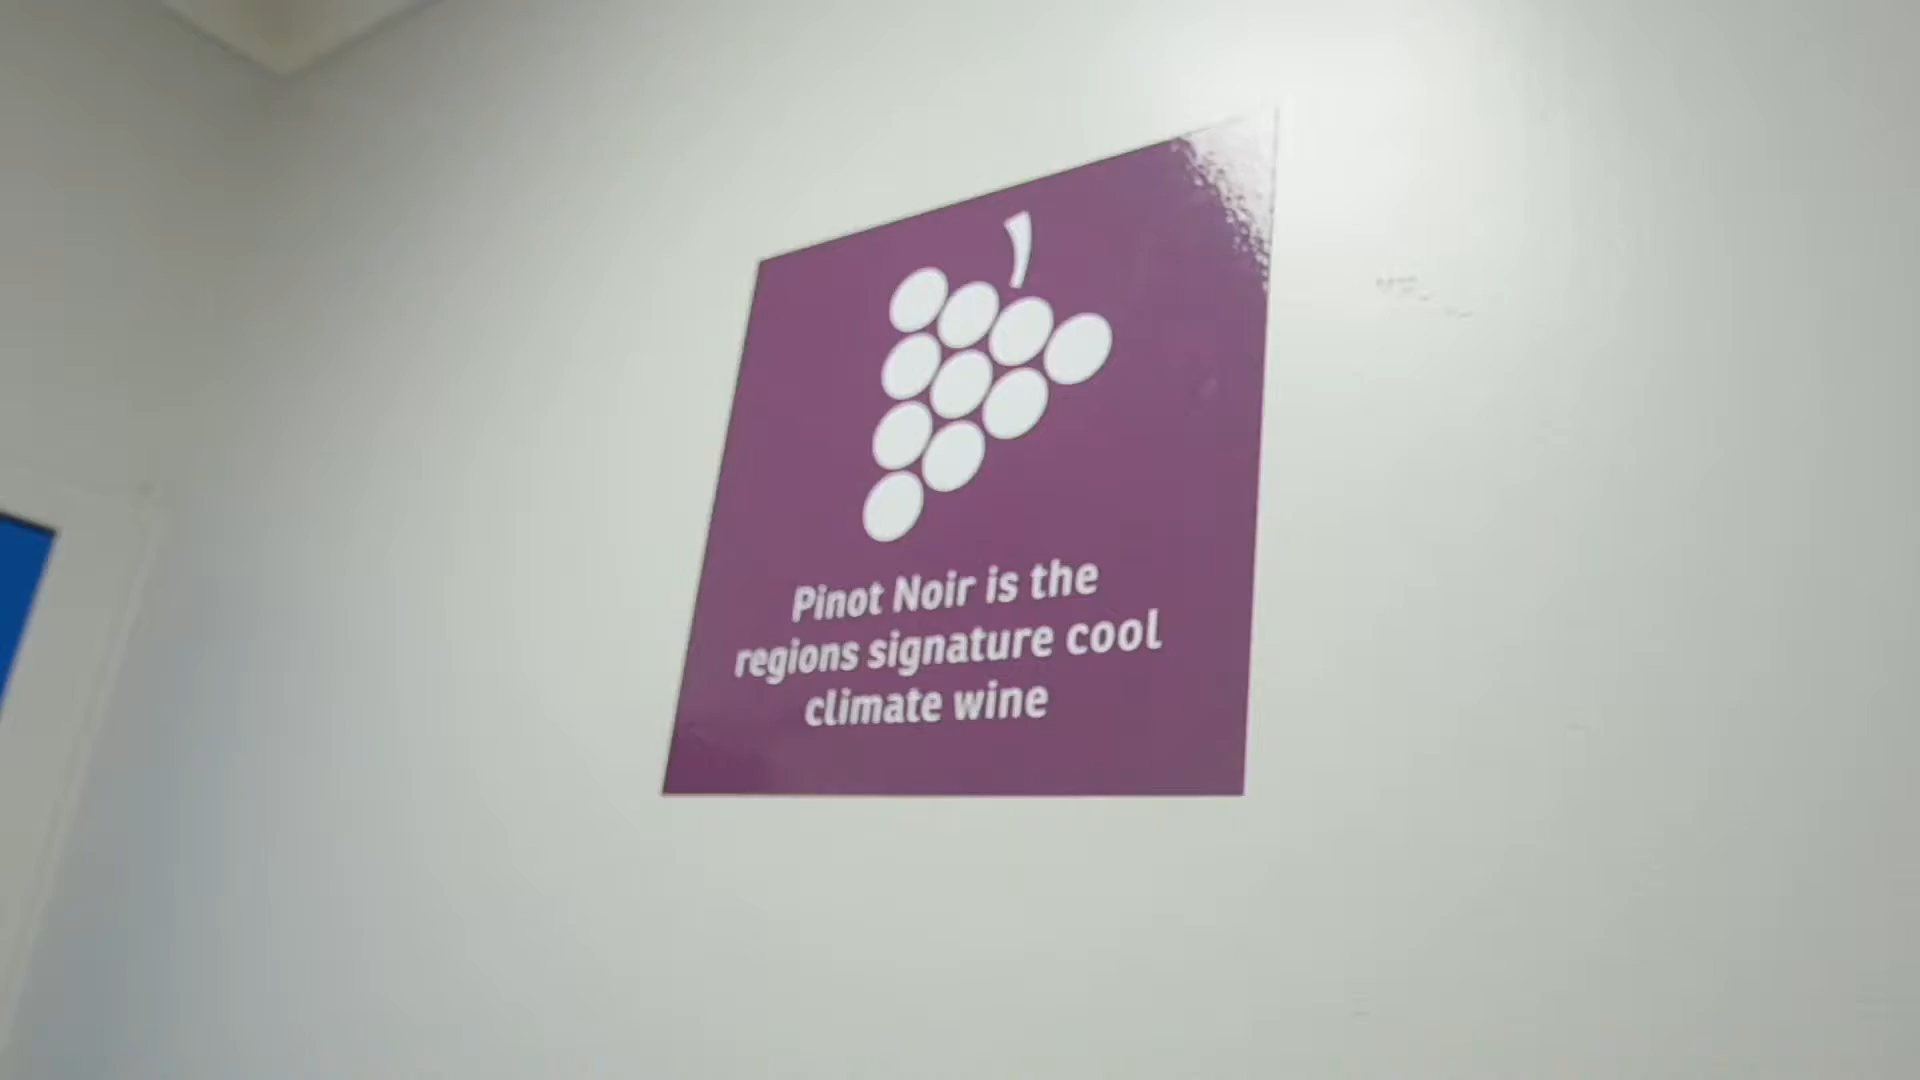 Pinot Noir is the
regions signature cool
climate wine